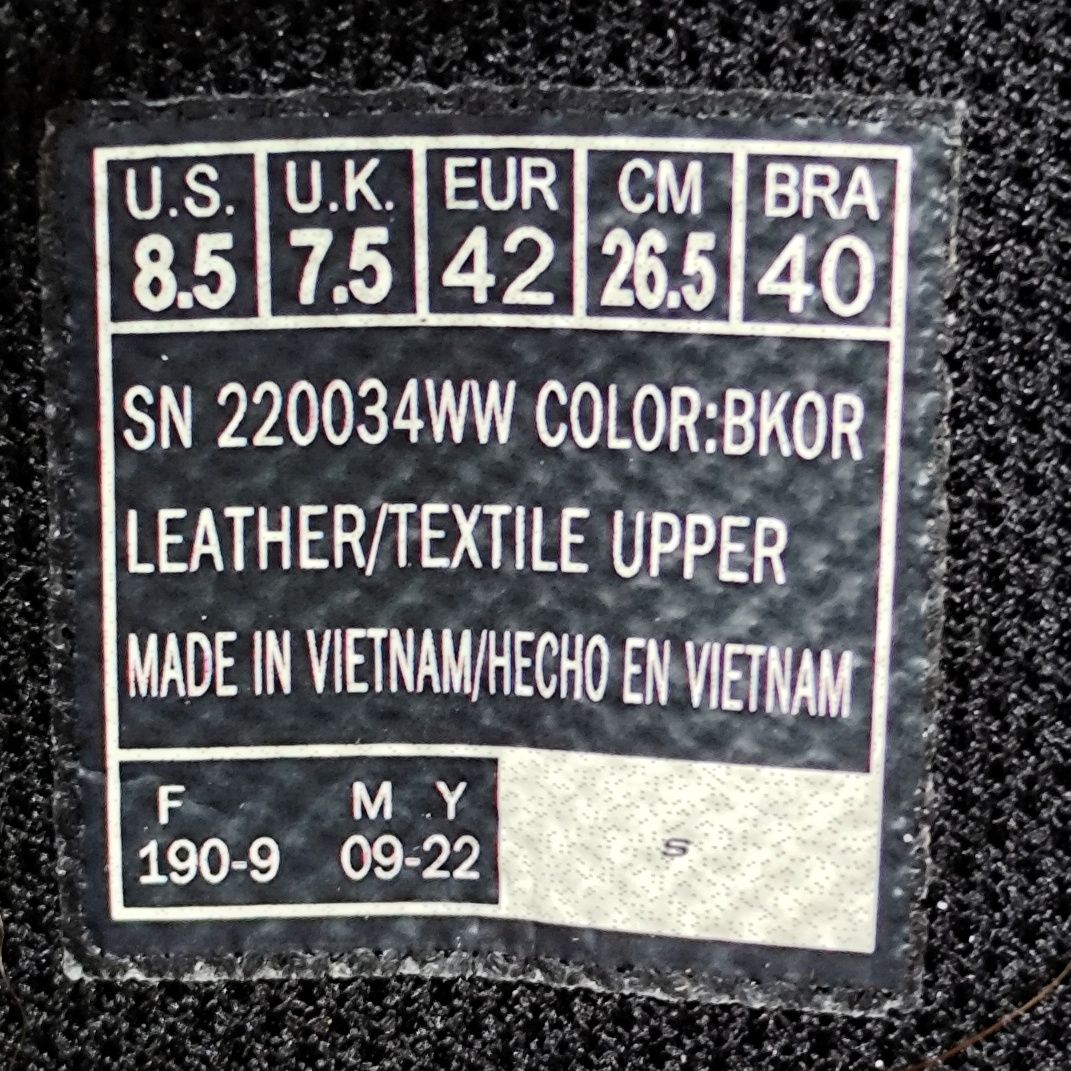 U.S. U.K. EUR CM BRA
8.5 7.5 42 26.5 40
SN 220034WW COLOR:BKOR
LEATHER/TEXTILE UPPER
MADE IN VIETNAM/HECHO EN VIETNAM
F M Y
190-9 09-22
S